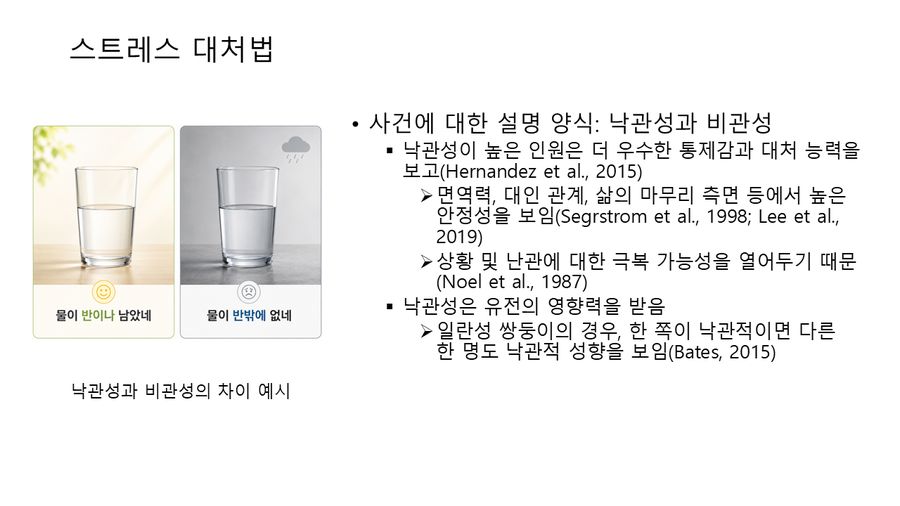 스트레스 대처법
물이 반이나 남았네
물이 반밖에 없네
낙관성과 비관성의 차이 예시
• 사건에 대한 설명 양식: 낙관성과 비관성
▪ 낙관성이 높은 인원은 더 우수한 통제감과 대처 능력을
보고(Hernandez et al., 2015)
➢면역력, 대인 관계, 삶의 마무리 측면 등에서 높은
안정성을 보임(Segrstrom et al., 1998; Lee et al.,
2019)
➢상황 및 난관에 대한 극복 가능성을 열어두기 때문
(Noel et al., 1987)
▪ 낙관성은 유전의 영향력을 받음
➢일란성 쌍둥이의 경우, 한 쪽이 낙관적이면 다른
한 명도 낙관적 성향을 보임(Bates, 2015)